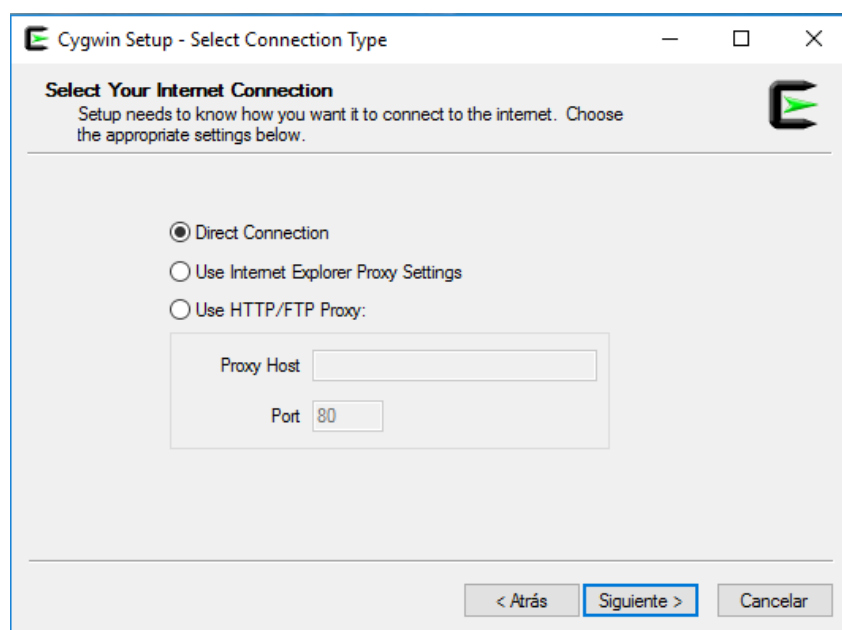 Cygwin Setup - Select Connection Type
Select Your Internet Connection
Setup needs to know how you want it to connect to the internet. Choose
the appropriate settings below.
Direct Connection
Use Internet Explorer Proxy Settings
Use HTTP/FTP Proxy:
Proxy Host
Port 80
< Atrás Siguiente > Cancelar